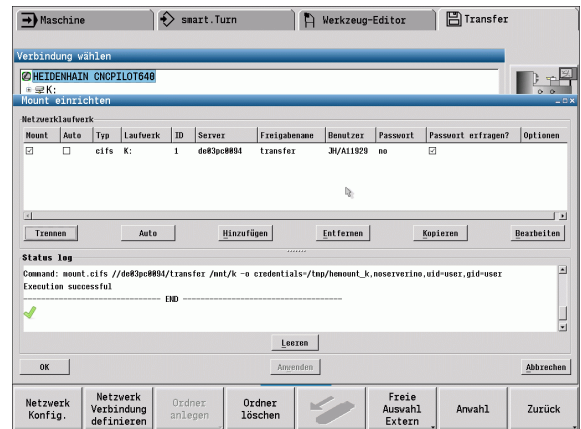 Maschine smart.Turn Werkzeug-Editor Transfer
Verbindung wählen
HEIDENHAIN CNCPILOT640
K:
Mount einrichten
Netzwerklaufwerk
Mount Auto Typ Laufwerk ID Server Freigabename Benutzer Passwort Passwort erfragen? Optionen
cifs K: 1 de03pc0094 transfer JH/A11929 no
Trennen Auto Hinzufügen Entfernen Kopieren Bearbeiten
Status log
Command: mount.cifs //de03pc0094/transfer /mnt/k -o credentials=/tmp/hemount_k,noserverino,uid=user,gid=user
Execution successful
-------------------------------- END -------------------------------------
Leeren
OK Anwenden Abbrechen
Netzwerk Konfig.
Netzwerk Verbindung definieren
Ordner anlegen
Ordner löschen
Freie Auswahl Extern
Anwahl
Zurück